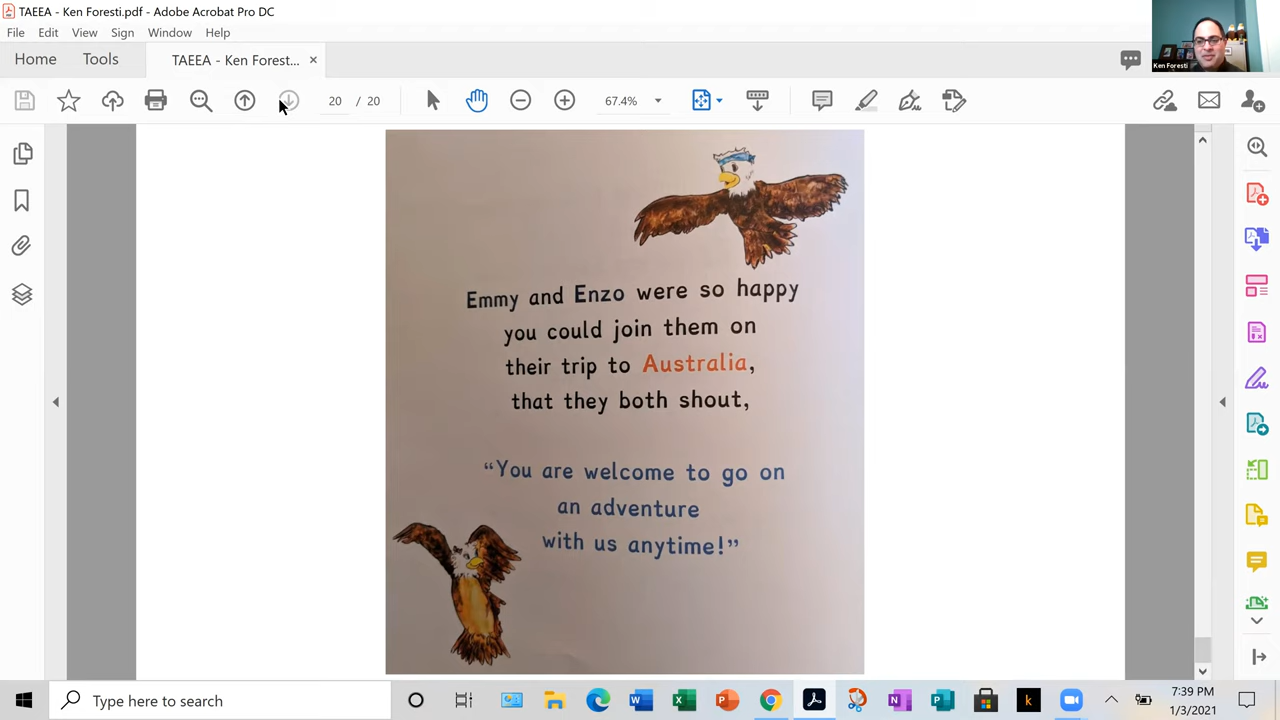 TAEEA - Ken Foresti.pdf - Adobe Acrobat Pro DC
File Edit View Sign Window Help
Home Tools TAEEA - Ken Forest... ×
20 / 20 67.4%
Ken Foresti
Emmy and Enzo were so happy
you could join them on
their trip to Australia,
that they both shout,
“You are welcome to go on
an adventure
with us anytime!”
Type here to search
7:39 PM
1/3/2021